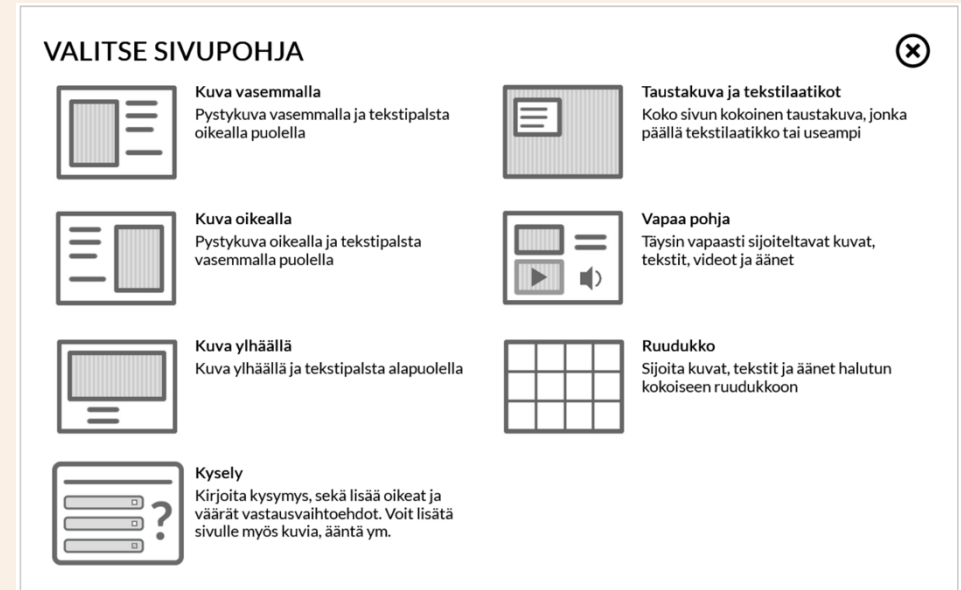 VALITSE SIVUPOHJA
Kuva vasemmalla
Pystykuva vasemmalla ja tekstipalsta
oikealla puolella
Kuva oikealla
Pystykuva oikealla ja tekstipalsta
vasemmalla puolella
Kuva ylhäällä
Kuva ylhäällä ja tekstipalsta alapuolella
Kysely
Kirjoita kysymys, sekä lisää oikeat ja
väärät vastausvaihtoehdot. Voit lisätä
sivulle myös kuvia, ääntä ym.
Taustakuva ja tekstilaatikot
Koko sivun kokoinen taustakuva, jonka
päällä tekstilaatikko tai useampi
Vapaa pohja
Täysin vapaasti sijoiteltavat kuvat,
tekstit, videot ja äänet
Ruudukko
Sijoita kuvat, tekstit ja äänet halutun
kokoiseen ruudukkoon